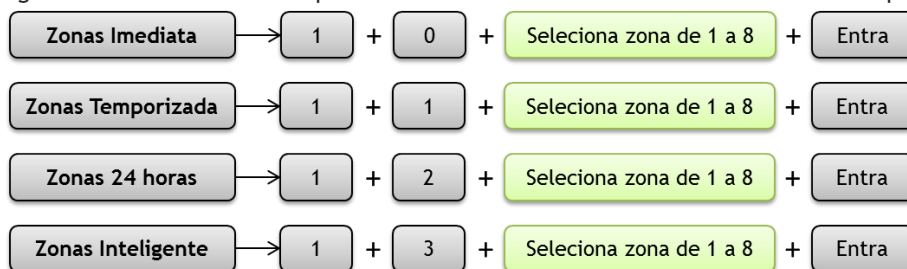 Zonas Imediata 1 + 0 + Seleciona zona de 1 a 8 + Entra
Zonas Temporizada 1 + 1 + Seleciona zona de 1 a 8 + Entra
Zonas 24 horas 1 + 2 + Seleciona zona de 1 a 8 + Entra
Zonas Inteligente 1 + 3 + Seleciona zona de 1 a 8 + Entra